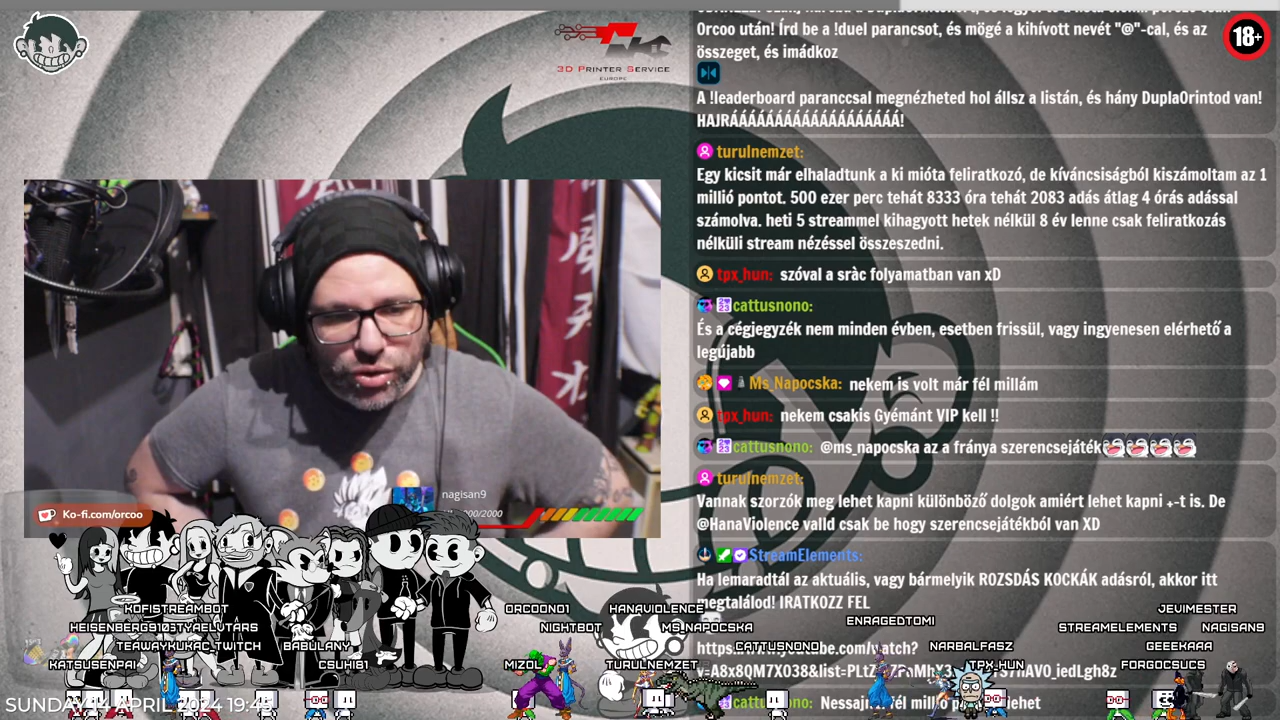 Orcoo után! Írd be a !duel parancsot, és mögé a kihívott nevét "@"-cal, és az
összeget, és imádkoz
A !leaderboard paranccsal megnézheted hol állsz a listán, és hány DuplaOrintod van!
HAJRÁÁÁÁÁÁÁÁÁÁÁÁÁÁÁÁÁÁÁ!
18+
3D Printer Service
EUROPE
turulnemzet:
Egy kicsit már elhaladtunk a ki mióta feliratkozó, de kíváncsiságból kiszámoltam az 1
millió pontot. 500 ezer perc tehát 8333 óra tehát 2083 adás átlag 4 órás adással
számolva. heti 5 streammel kihagyott hetek nélkül 8 év lenne csak feliratkozás
nélküli stream nézéssel összeszedni.
tpx_hun: szóval a sràc folyamatban van xD
cattusnono:
És a cégjegyzék nem minden évben, esetben frissül, vagy ingyenesen elérhető a
legújabb
Ms_Napocska: nekem is volt már fél millám
tpx_hun: nekem csakis Gyémánt VIP kell !!
cattusnono: @ms_napocska az a fránya szerencsejáték
turulnemzet:
Vannak szorzók meg lehet kapni különböző dolgok amiért lehet kapni +-t is. De
@HanaViolence valld csak be hogy szerencsejátékból van XD
StreamElements:
Ha lemaradtál az aktuális, vagy bármelyik ROZSDÁS KOCKÁK adásról, akkor itt
megtalálod! IRATKOZZ FEL
nagisan9
/2000
Ko-fi.com/orcoo
KOFISTREAMBOT
HEISENBERG910
STYAELVTARS
TEAWAYKUKAC_TWITCH
BABULANY
KATSUSENPAI
CSUHIB1
ORCOONO1
HANAVIOLENCE
NIGHTBOT
MS_NAPOCSKA
CATTUSNONO
MIZOL
TURULNEMZET
ENRAGEDTOMI
NARBALFASZ
TPX_HUN
JEVIMESTER
STREAMELEMENTS
NAGISAN9
GEEEKAAA
FORGOCSUCS
SUNDAY 14 APRIL 2024 19:4